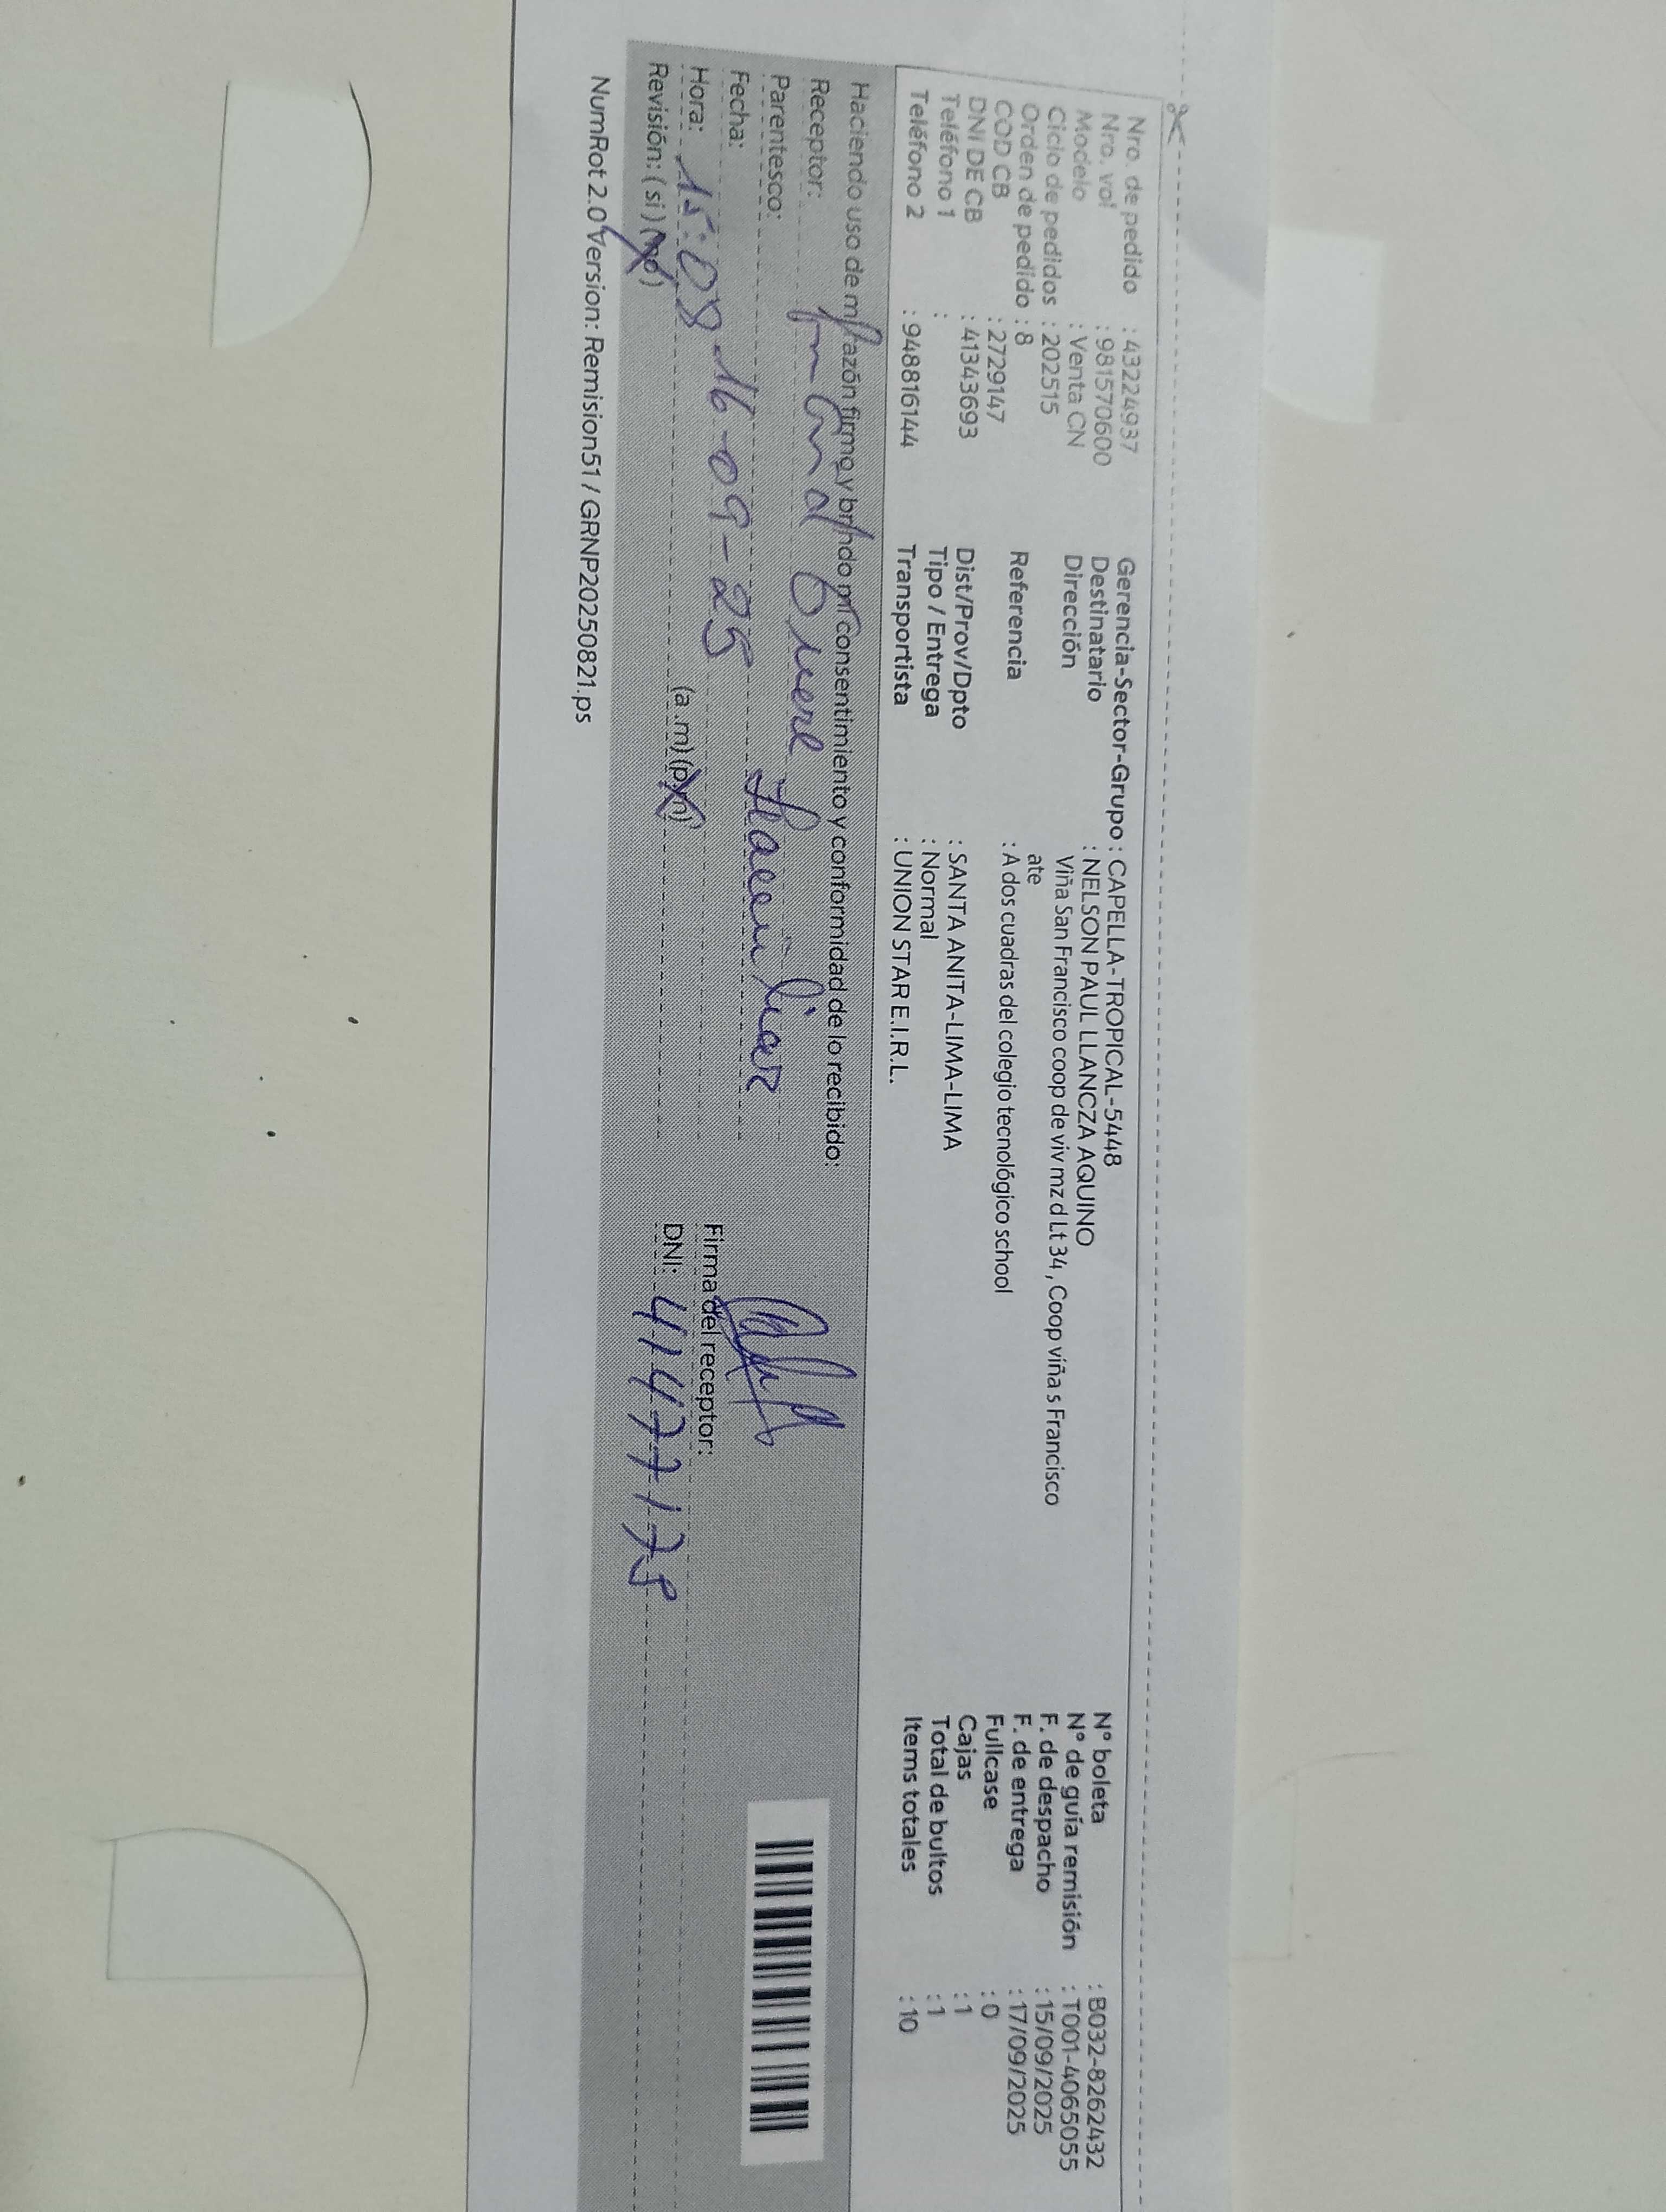 Nro. de pedido : 43224937
Nro. vol : 981570600
Modelo : Venta CN
Ciclo de pedidos : 202515
Orden de pedido : 8
COD CB : 2729147
DNI DE CB : 41343693
Teléfono 1 :
Teléfono 2 : 948816144
Gerencia-Sector-Grupo : CAPELLA-TROPICAL-5448
Destinatario : NELSON PAUL LLANCZA AQUINO
Dirección Viña San Francisco coop de viv mz d Lt 34 , Coop viña s Francisco
ate
Referencia : A dos cuadras del colegio tecnológico school
Dist/Prov/Dpto : SANTA ANITA-LIMA-LIMA
Tipo / Entrega : Normal
Transportista : UNION STAR E.I.R.L.
N° boleta : B032-8262432
N° de guía remisión : T001-4065055
F. de despacho : 15/09/2025
F. de entrega : 17/09/2025
Fullcase : 0
Cajas : 1
Total de bultos : 1
Items totales : 10
Haciendo uso de mi razón firmo y brindo mi consentimiento y conformidad de lo recibido:
Receptor:
Parentesco:
Fecha: 16-09-25
Hora: 15:08 (a .m) (p.m)
Revisión: ( si ) ( no )
Firma del receptor:
DNI: 41477175
NumRot 2.0 Version: Remision51 / GRNP20250821.ps